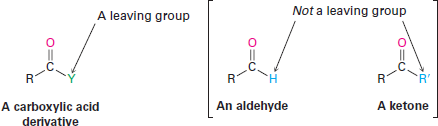 A leaving group
Not a leaving group
O
C
R
Y
O
C
R
H
O
C
R
R'
A carboxylic acid
derivative
An aldehyde
A ketone